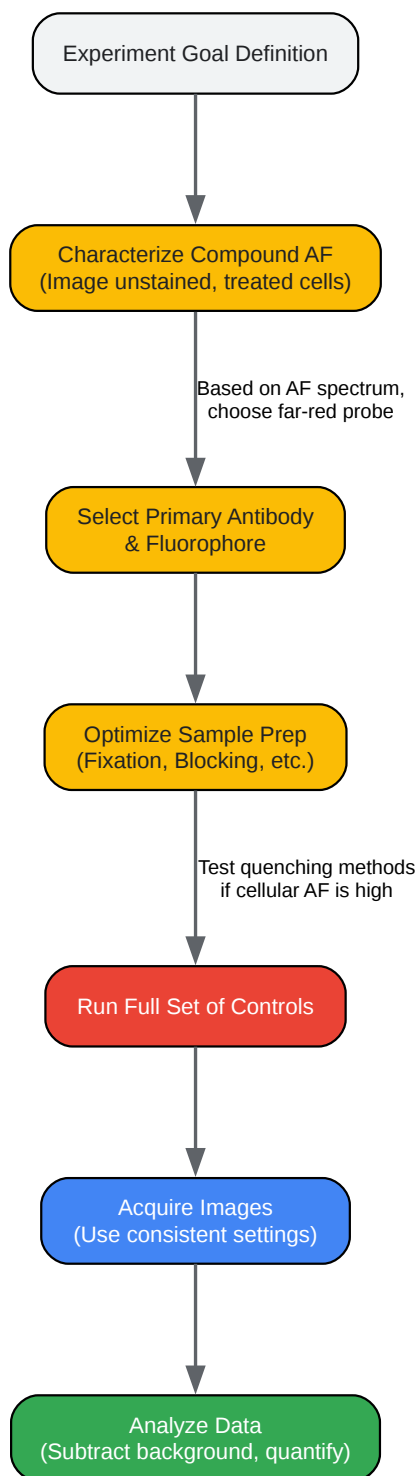 Experiment Goal Definition
Characterize Compound AF
(Image unstained, treated cells)
Based on AF spectrum,
choose far-red probe
Select Primary Antibody
& Fluorophore
Optimize Sample Prep
(Fixation, Blocking, etc.)
Test quenching methods
if cellular AF is high
Run Full Set of Controls
Acquire Images
(Use consistent settings)
Analyze Data
(Subtract background, quantify)